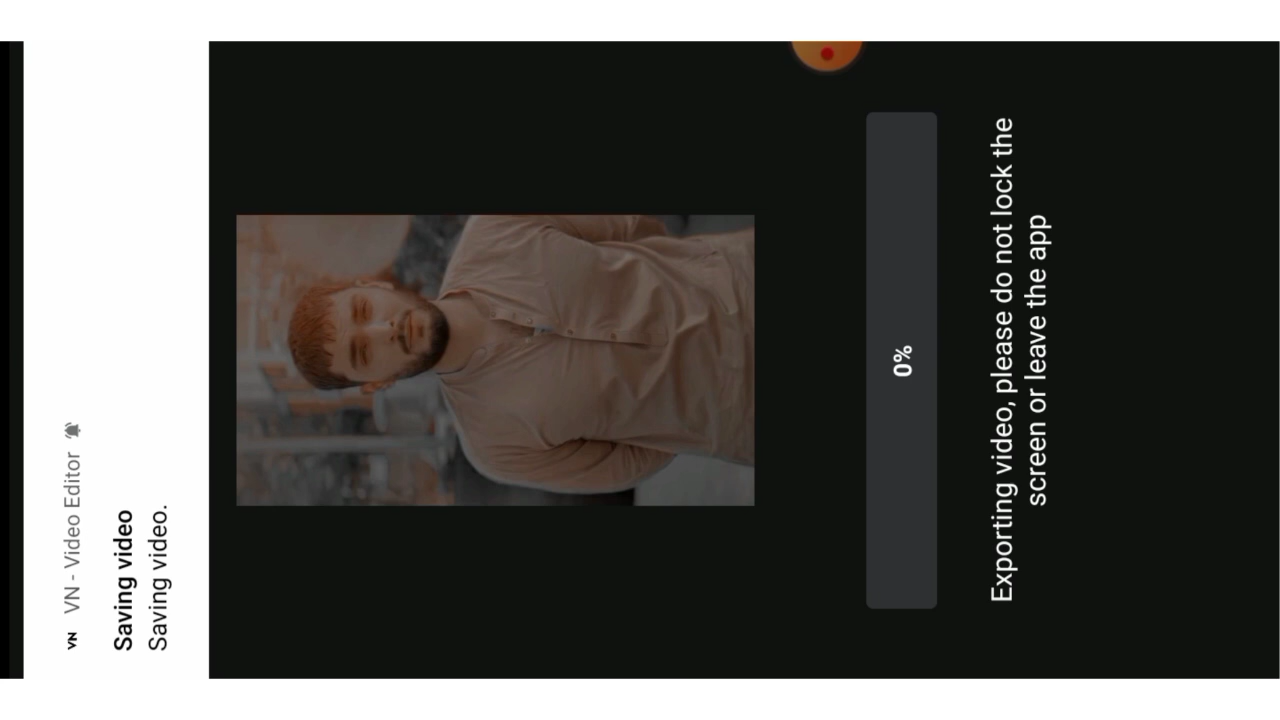 VN VN - Video Editor
Saving video
Saving video.
0%
Exporting video, please do not lock the
screen or leave the app